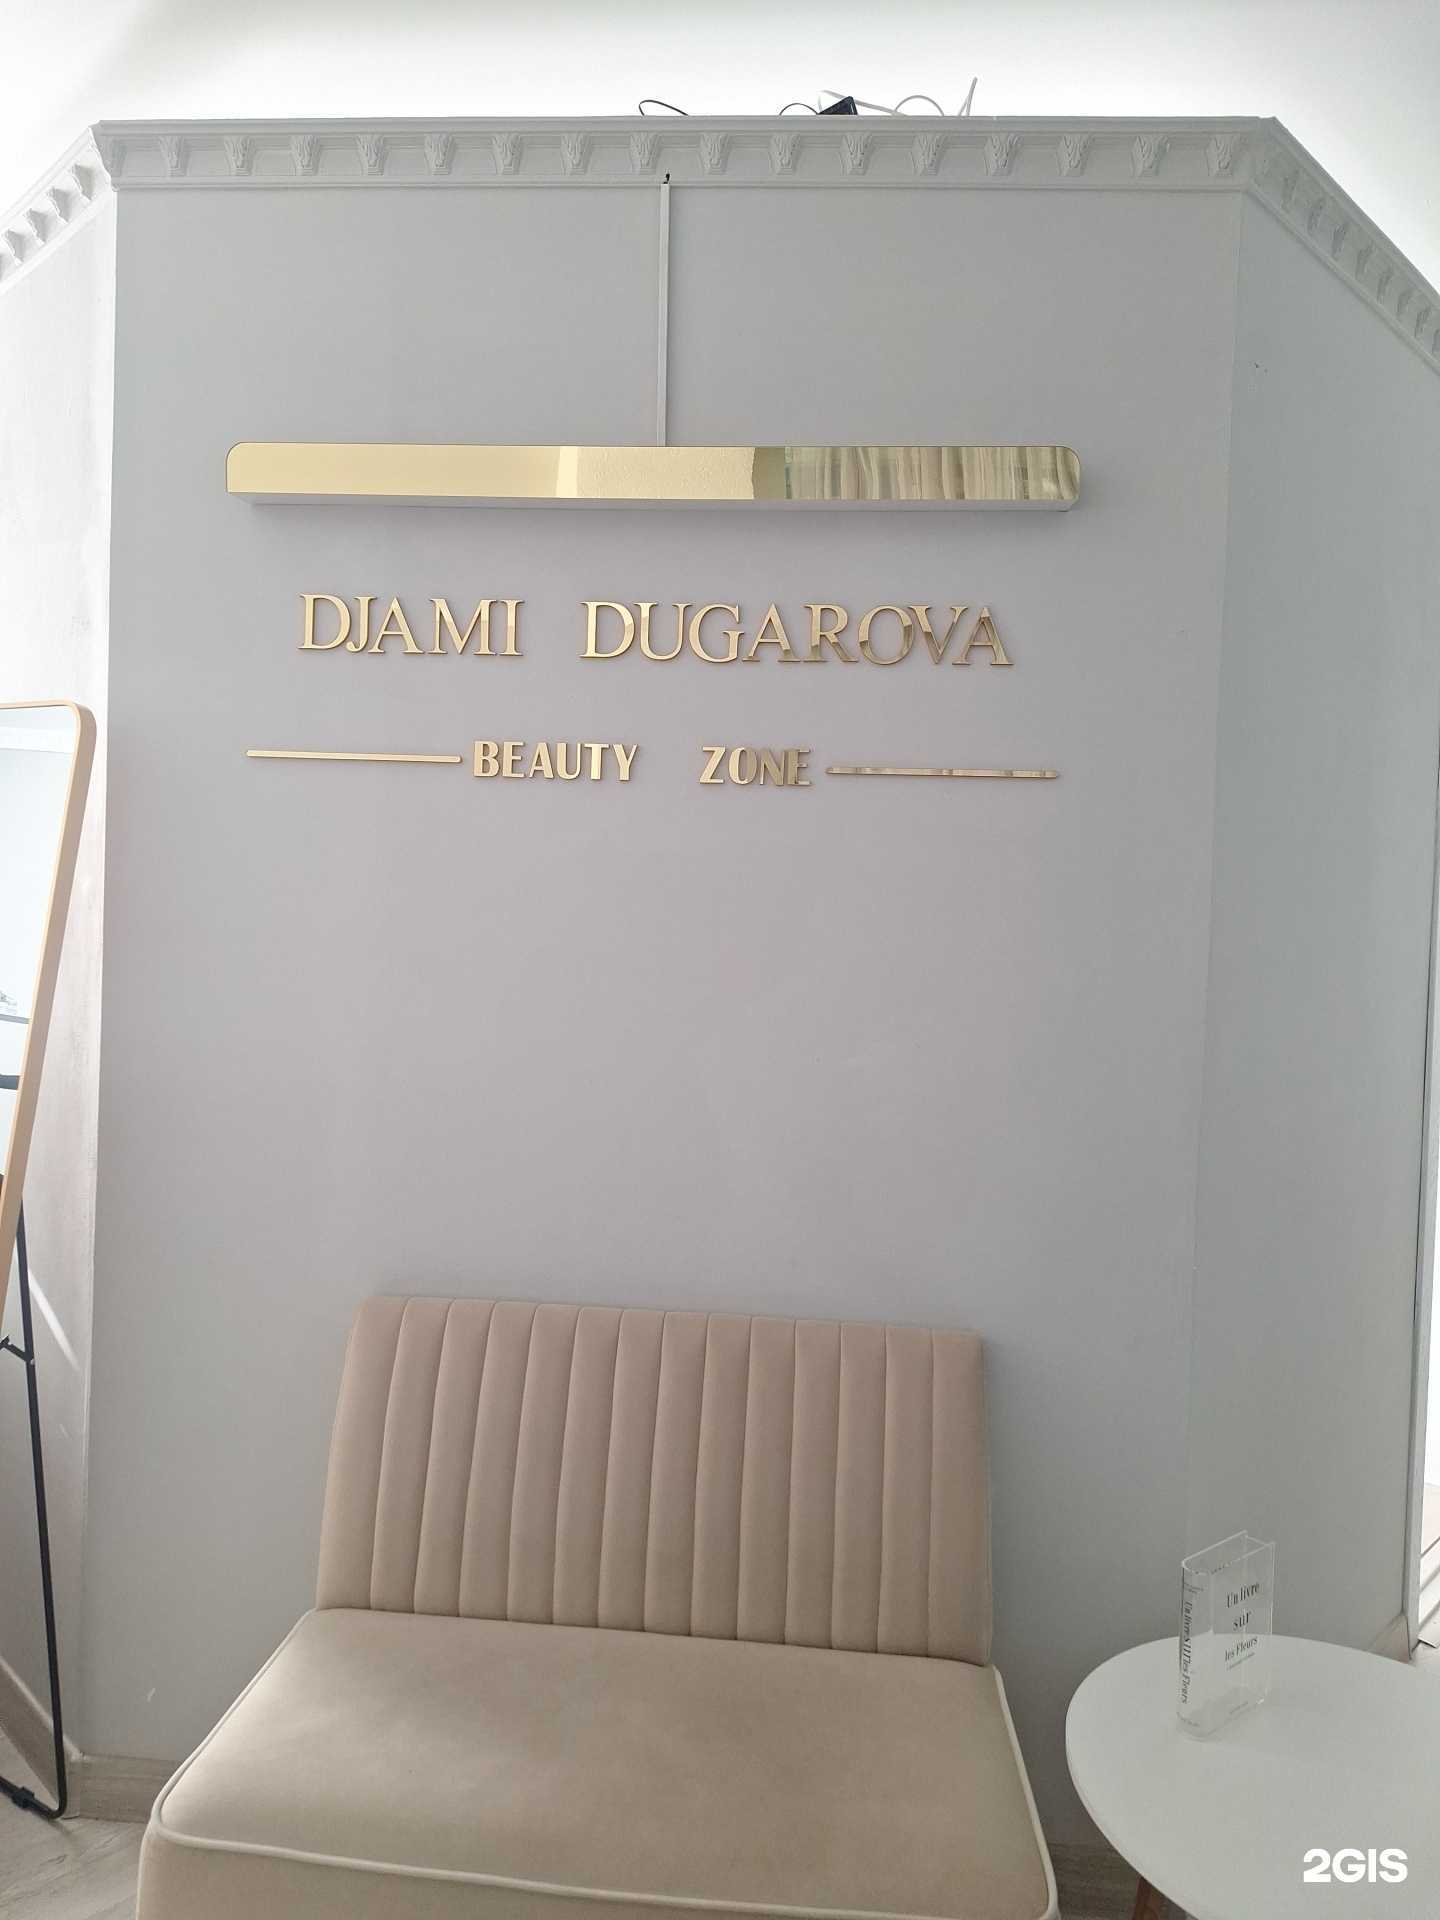 DJAMI DUGAROVA
BEAUTY ZONE
Un livre
sur
les Fleurs
2GIS